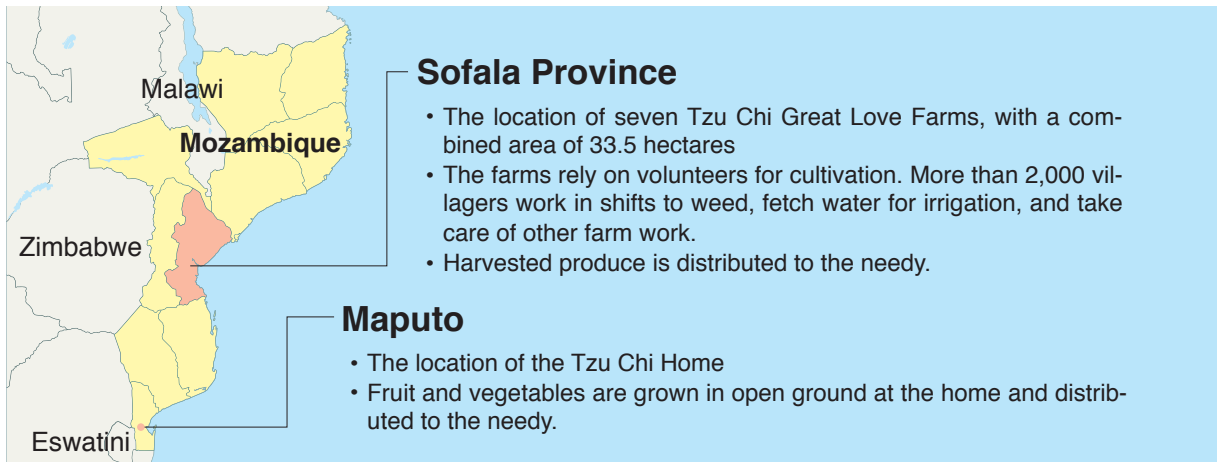 Malawi
Mozambique
Zimbabwe
Eswatini
Sofala Province
• The location of seven Tzu Chi Great Love Farms, with a com-
bined area of 33.5 hectares
• The farms rely on volunteers for cultivation. More than 2,000 vil-
lagers work in shifts to weed, fetch water for irrigation, and take
care of other farm work.
• Harvested produce is distributed to the needy.
Maputo
• The location of the Tzu Chi Home
• Fruit and vegetables are grown in open ground at the home and distrib-
uted to the needy.